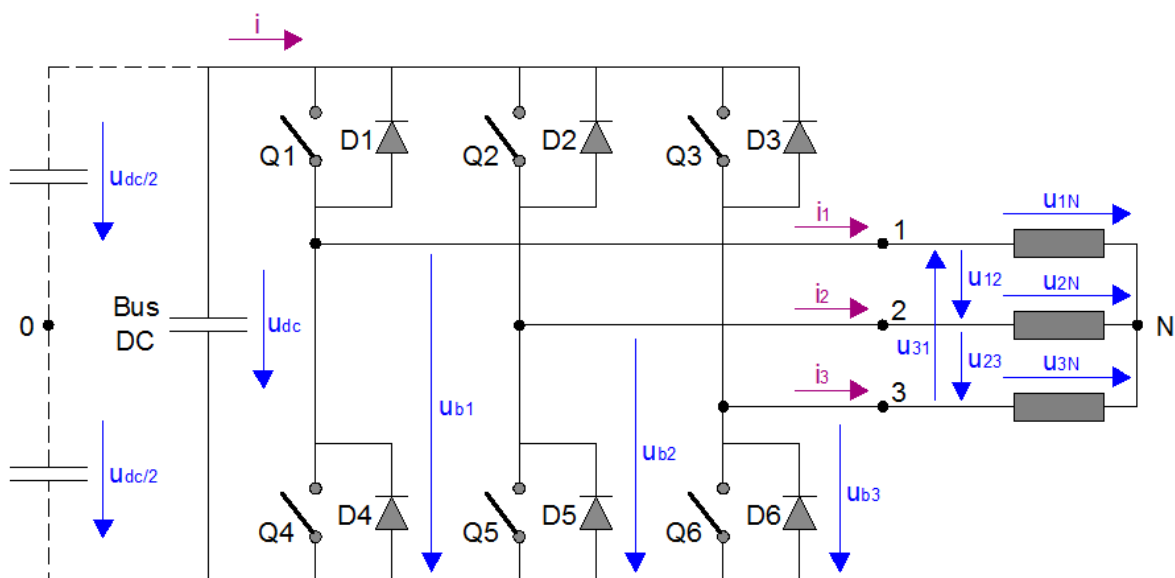 i
Q1
D1
Q2
D2
Q3
D3
udc/2
i1
1
u1N
0
Bus
DC
udc
ub1
i2
2
u12
u2N
N
u31
i3
3
u23
u3N
ub2
ub3
udc/2
Q4
D4
Q5
D5
Q6
D6